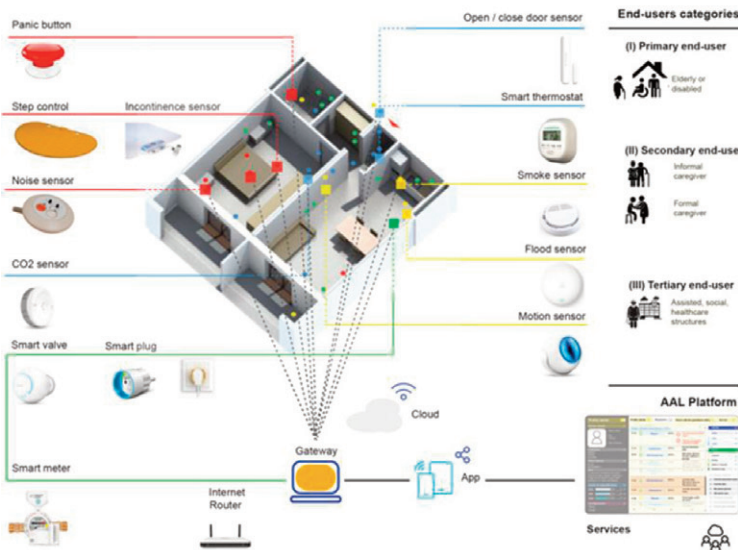 Panic button
Open / close door sensor
End-users categories
(I) Primary end-user
Elderly or
disabled
Step control
Incontinence sensor
Smart thermostat
(II) Secondary end-use
Informal
caregiver
Noise sensor
Smoke sensor
Formal
caregiver
CO2 sensor
Flood sensor
(III) Tertiary end-user
Assisted, social,
healthcare
structures
Motion sensor
Smart valve
Smart plug
AAL Platform
Cloud
Gateway
App
Smart meter
Internet
Router
Services